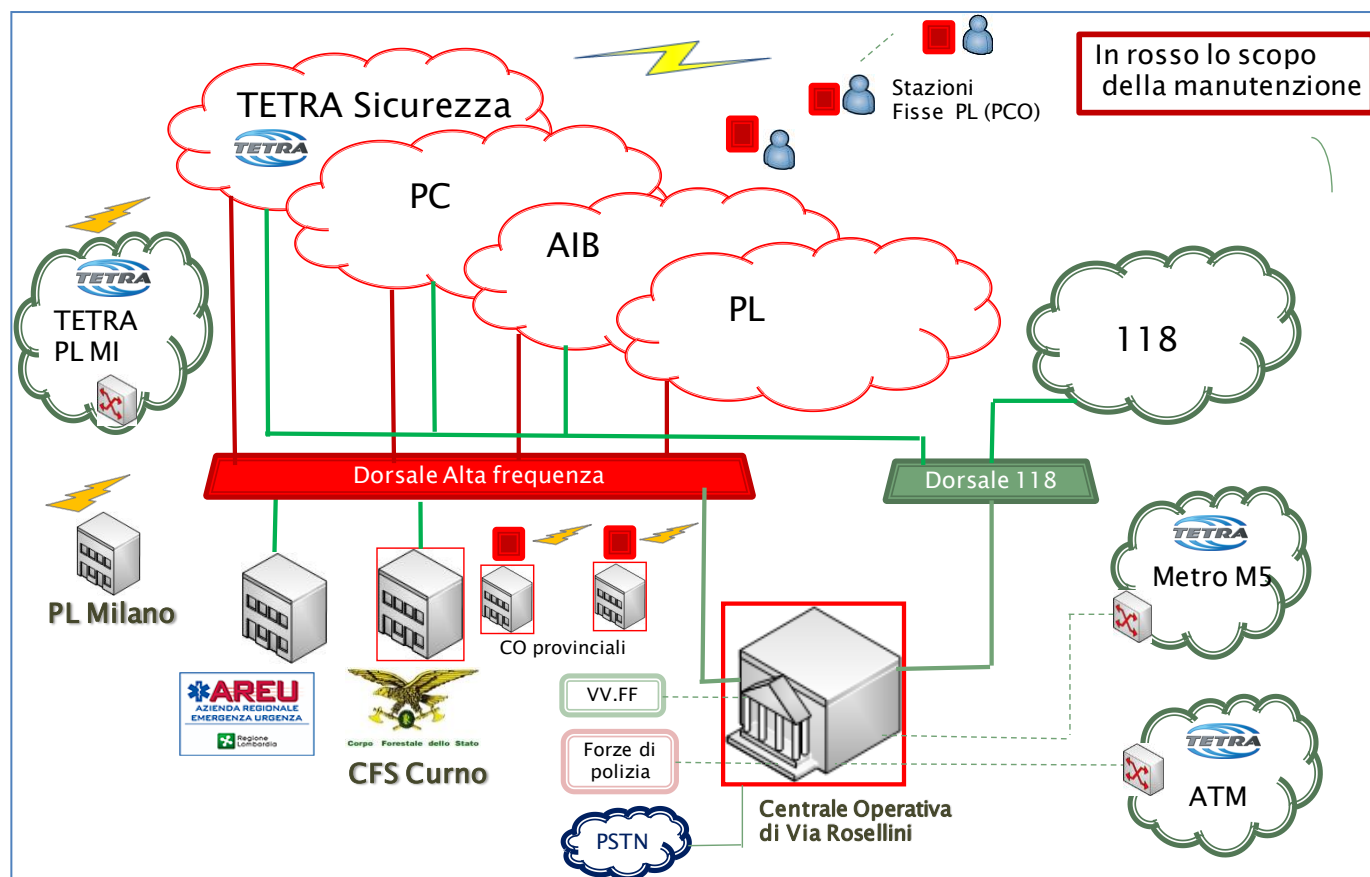 In rosso lo scopo
della manutenzione
Stazioni
Fisse PL (PCO)
TETRA Sicurezza
TETRA
PC
AIB
PL
TETRA
TETRA
PL MI
118
Dorsale Alta frequenza
Dorsale 118
TETRA
Metro M5
PL Milano
CO provinciali
AREU
AZIENDA REGIONALE
EMERGENZA URGENZA
Regione
Lombardia
Corpo Forestale dello Stato
CFS Curno
VV.FF
Forze di
polizia
PSTN
Centrale Operativa
di Via Rosellini
TETRA
ATM